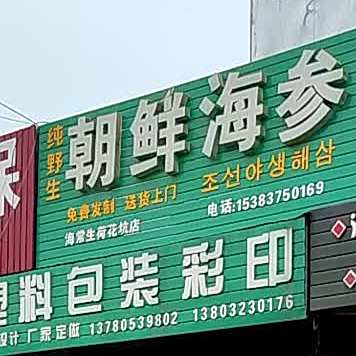 纯野生
朝鲜海参
免费发制 送货上门 조선야생해삼
海常生荷花坑店 电话:15383750169
塑料包装彩印
设计 厂家定做 13780539802 13803230176